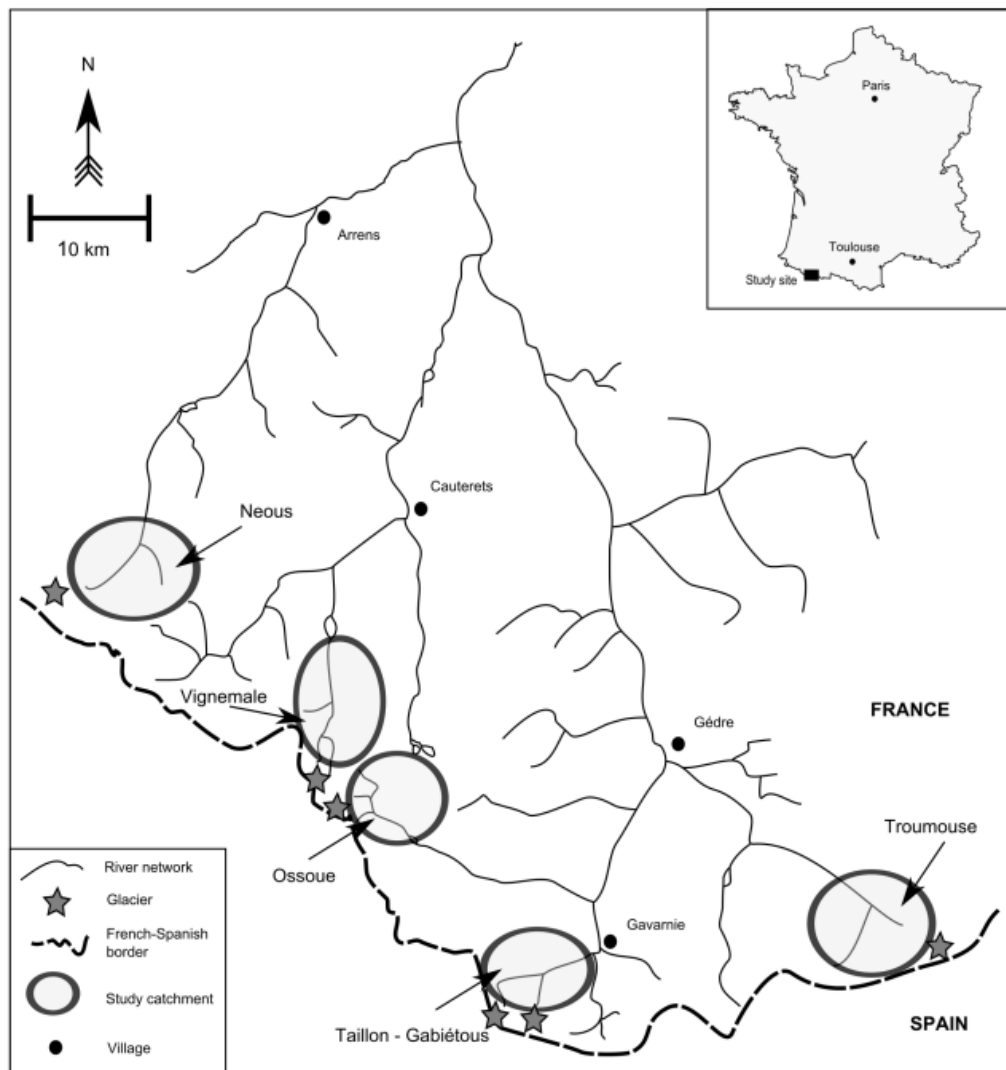 N
10 km
Paris
Toulouse
Study site
Arrens
Cauterets
Neous
Vignemale
FRANCE
Gédre
Troumouse
Ossoue
Gavarnie
Taillon - Gabiétous
SPAIN
River network
Glacier
French-Spanish
border
Study catchment
Village